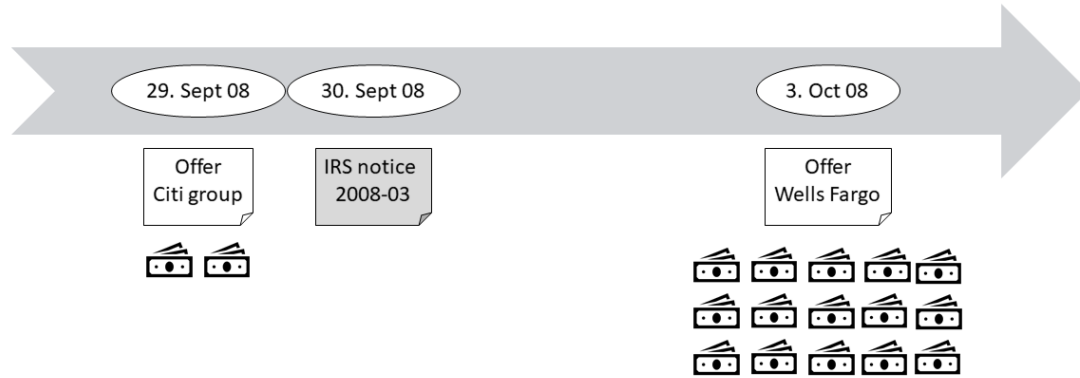 29. Sept 08
30. Sept 08
3. Oct 08
Offer
Citi group
IRS notice
2008-03
Offer
Wells Fargo